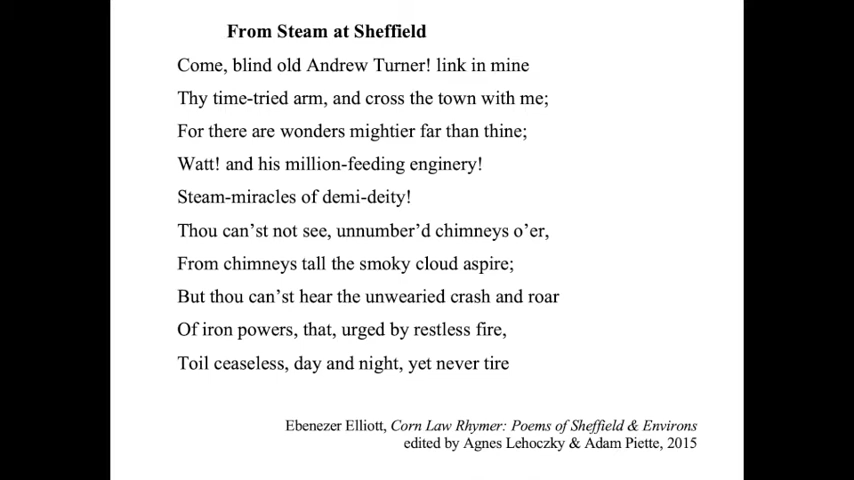 From Steam at Sheffield
Come, blind old Andrew Turner! link in mine
Thy time-tried arm, and cross the town with me;
For there are wonders mightier far than thine;
Watt! and his million-feeding enginery!
Steam-miracles of demi-deity!
Thou can’st not see, unnumber’d chimneys o’er,
From chimneys tall the smoky cloud aspire;
But thou can’st hear the unwearied crash and roar
Of iron powers, that, urged by restless fire,
Toil ceaseless, day and night, yet never tire
Ebenezer Elliott, Corn Law Rhymer: Poems of Sheffield & Environs
edited by Agnes Lehoczky & Adam Piette, 2015